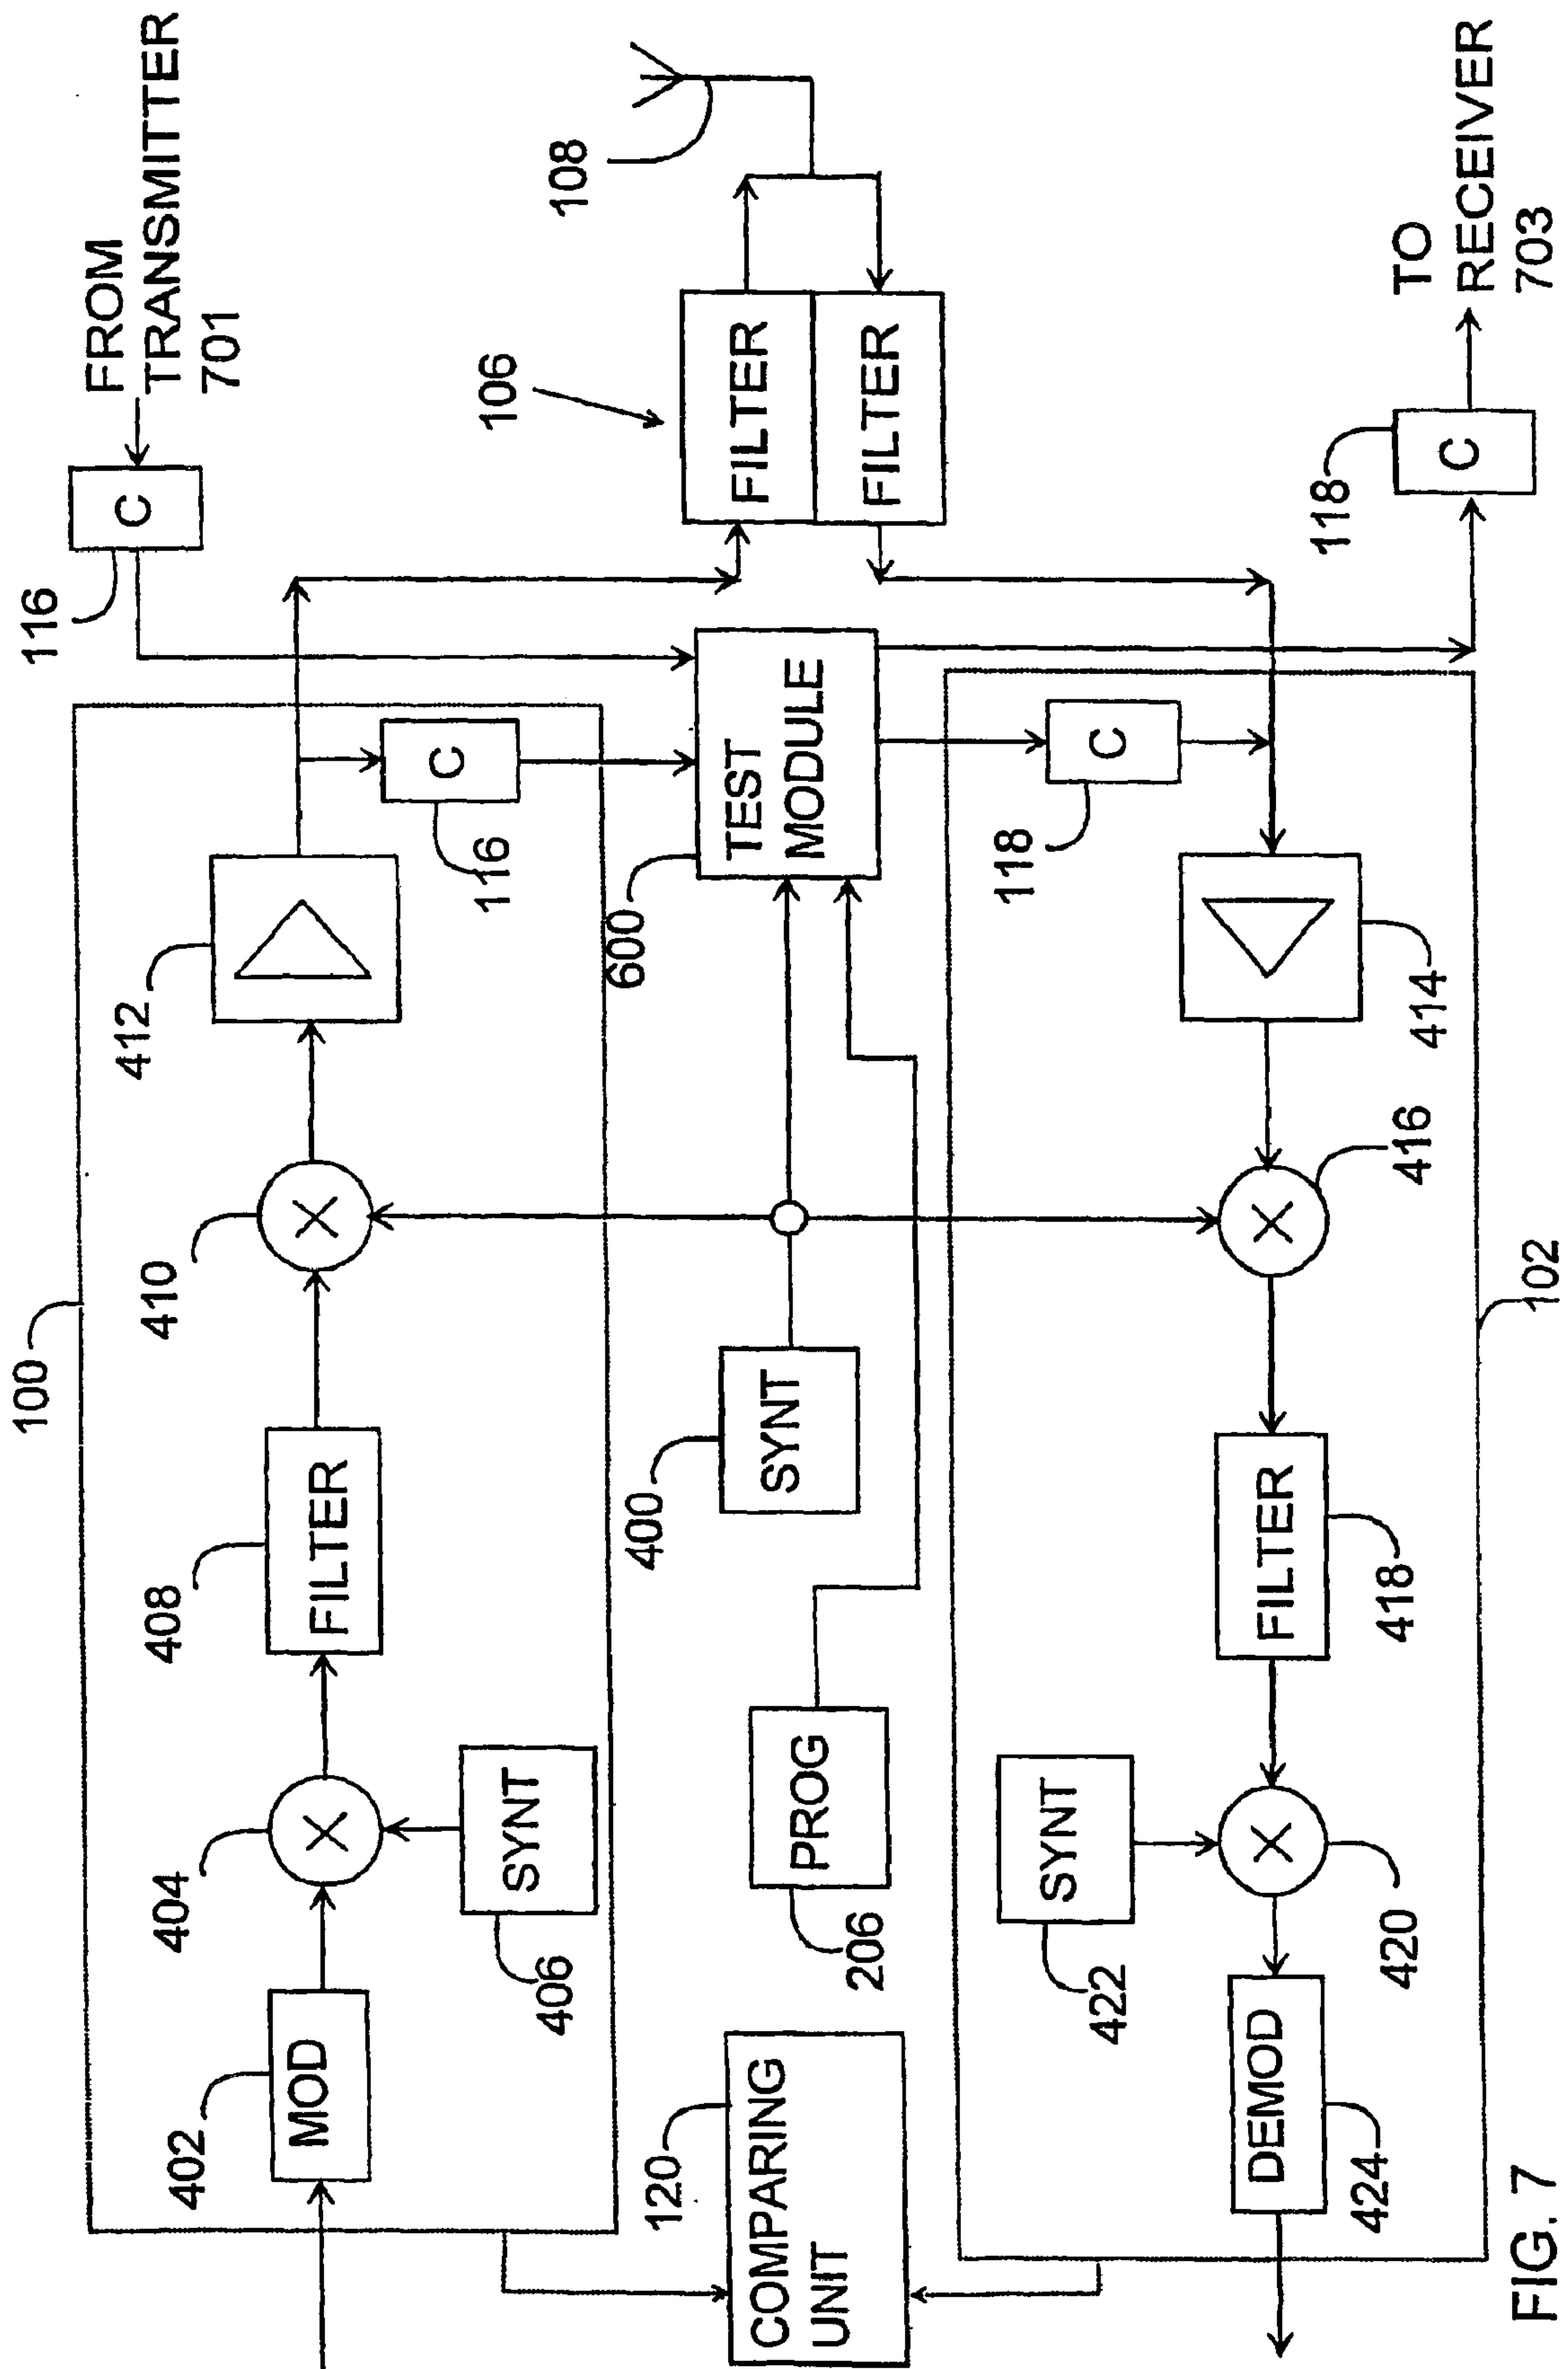 FROM
TRANSMITTER
701
116
C
100
402
MOD
404
X
SYNT
406
408
FILTER
410
X
412
C
116
106
FILTER
FILTER
108
600
TEST
MODULE
400
SYNT
PROG
206
120
COMPARING
UNIT
118
C
414
416
X
FILTER
418
SYNT
422
X
420
DEMOD
424
102
118
C
TO
RECEIVER
703
FIG. 7